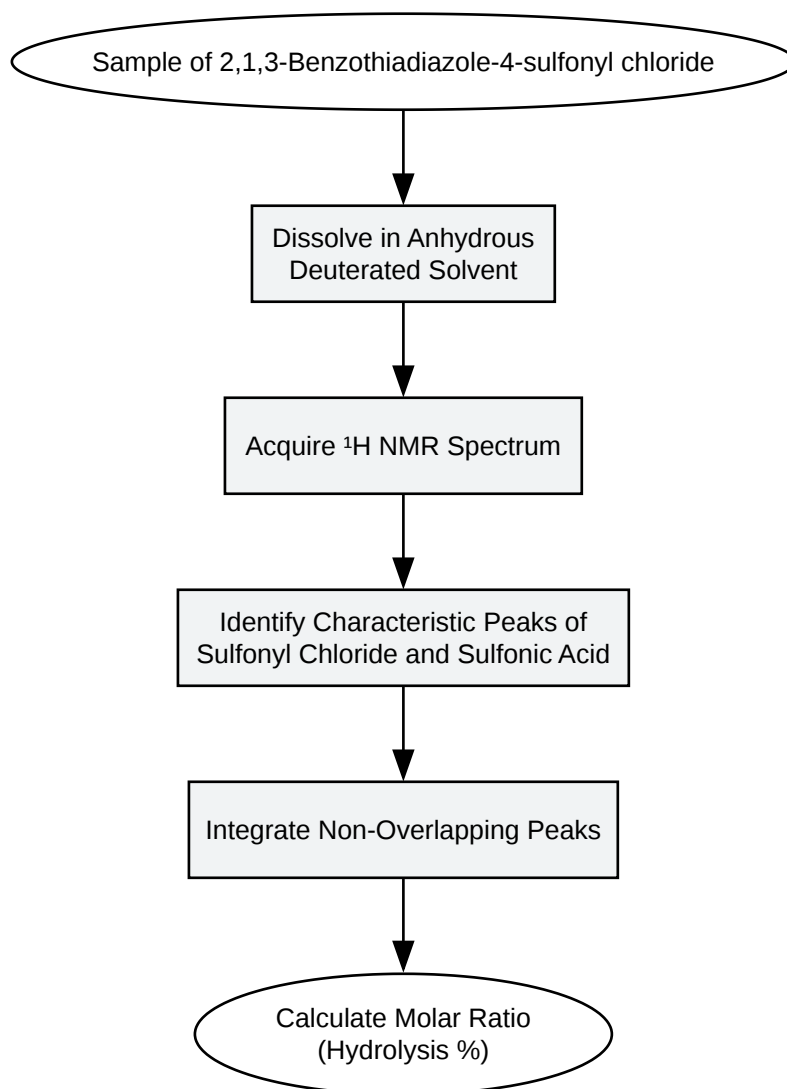 Sample of 2,1,3-Benzothiadiazole-4-sulfonyl chloride
Dissolve in Anhydrous
Deuterated Solvent
Acquire ¹H NMR Spectrum
Identify Characteristic Peaks of
Sulfonyl Chloride and Sulfonic Acid
Integrate Non-Overlapping Peaks
Calculate Molar Ratio
(Hydrolysis %)